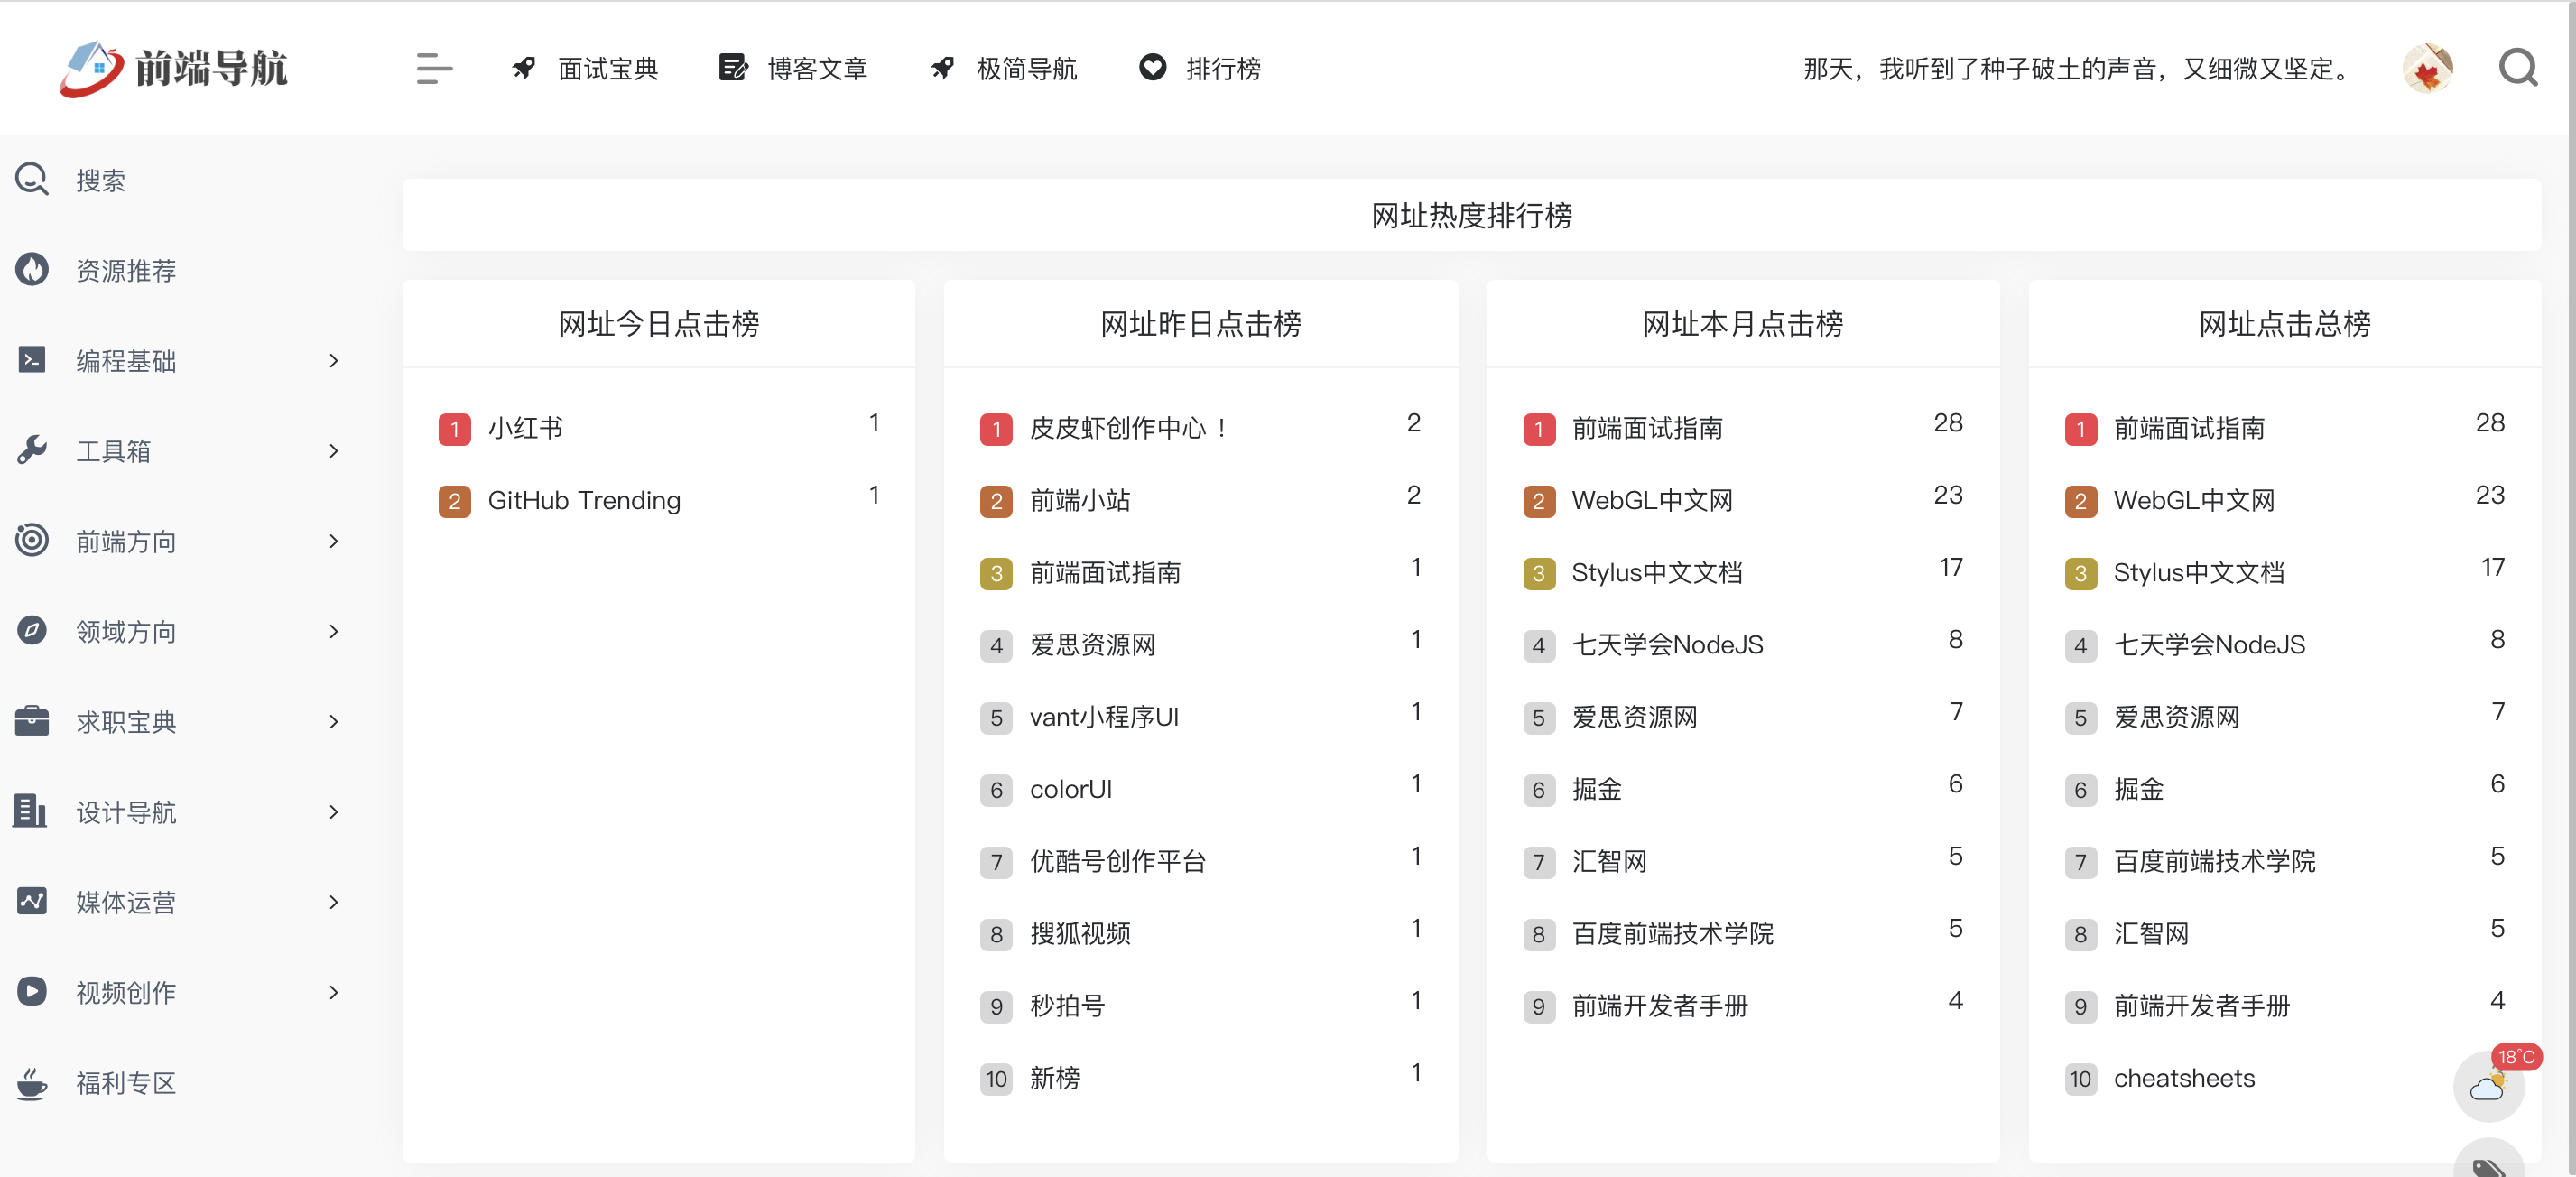 前端导航
面试宝典
博客文章
极简导航
排行榜
那天，我听到了种子破土的声音，又细微又坚定。
搜索
资源推荐
编程基础
工具箱
前端方向
领域方向
求职宝典
设计导航
媒体运营
视频创作
福利专区
网址热度排行榜
网址今日点击榜
1 小红书 1
2 GitHub Trending 1
网址昨日点击榜
1 皮皮虾创作中心！ 2
2 前端小站 2
3 前端面试指南 1
4 爱思资源网 1
5 vant小程序UI 1
6 colorUI 1
7 优酷号创作平台 1
8 搜狐视频 1
9 秒拍号 1
10 新榜 1
网址本月点击榜
1 前端面试指南 28
2 WebGL中文网 23
3 Stylus中文文档 17
4 七天学会NodeJS 8
5 爱思资源网 7
6 掘金 6
7 汇智网 5
8 百度前端技术学院 5
9 前端开发者手册 4
网址点击总榜
1 前端面试指南 28
2 WebGL中文网 23
3 Stylus中文文档 17
4 七天学会NodeJS 8
5 爱思资源网 7
6 掘金 6
7 百度前端技术学院 5
8 汇智网 5
9 前端开发者手册 4
10 cheatsheets
18°C